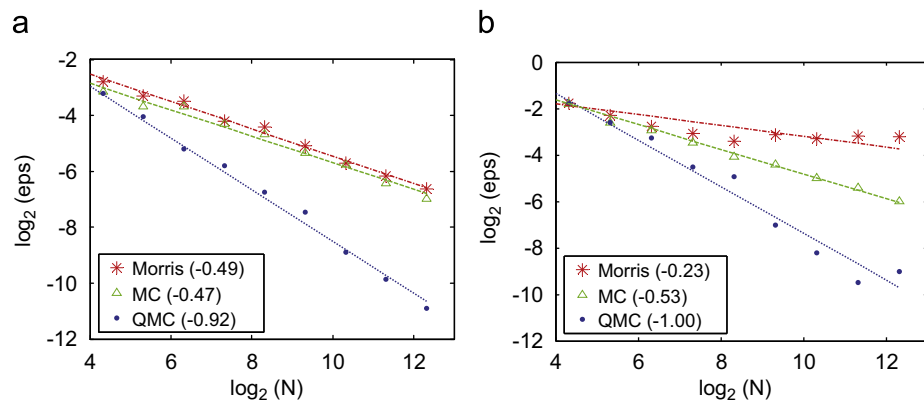 a
-2
-4
-6
-8
-10
-12
log2 (eps)
Morris (-0.49)
MC (-0.47)
QMC (-0.92)
4 6 8 10 12
log2 (N)
b
0
-2
-4
-6
-8
-10
-12
log2 (eps)
Morris (-0.23)
MC (-0.53)
QMC (-1.00)
4 6 8 10 12
log2 (N)